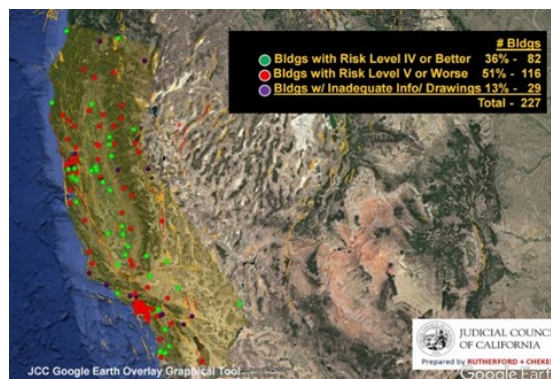 # Bldgs
Bldgs with Risk Level IV or Better 36% - 82
Bldgs with Risk Level V or Worse 51% - 116
Bldgs w/ Inadequate Info/ Drawings 13% - 29
Total - 227
JUDICIAL COUNC
OF CALIFORNIA
Prepared by RUTHERFORD + CHEKE
JCC Google Earth Overlay Graphical Tool
Google Earth